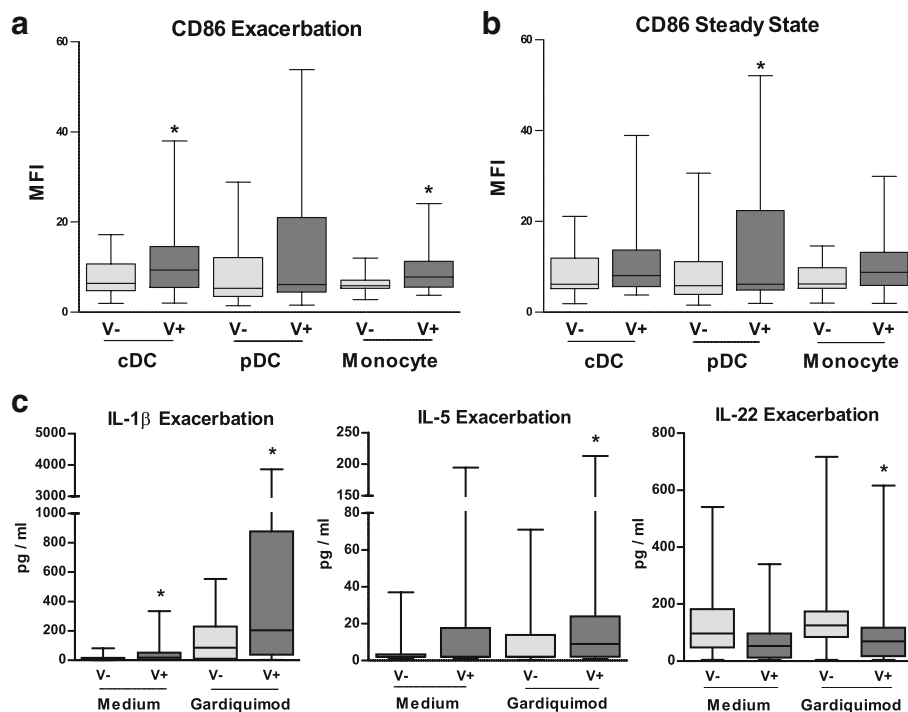 a
CD86 Exacerbation
MFI
60
40
20
0
*
*
V- V+ V- V+ V- V+
cDC pDC Monocyte
b
CD86 Steady State
MFI
60
40
20
0
*
V- V+ V- V+ V- V+
cDC pDC Monocyte
c
IL-1β Exacerbation
pg / ml
5000
4000
3000
1000
800
600
400
200
0
*
*
V- V+ V- V+
Medium Gardiquimod
IL-5 Exacerbation
pg / ml
250
200
150
80
60
40
20
0
*
V- V+ V- V+
Medium Gardiquimod
IL-22 Exacerbation
pg / ml
800
600
400
200
0
*
V- V+ V- V+
Medium Gardiquimod